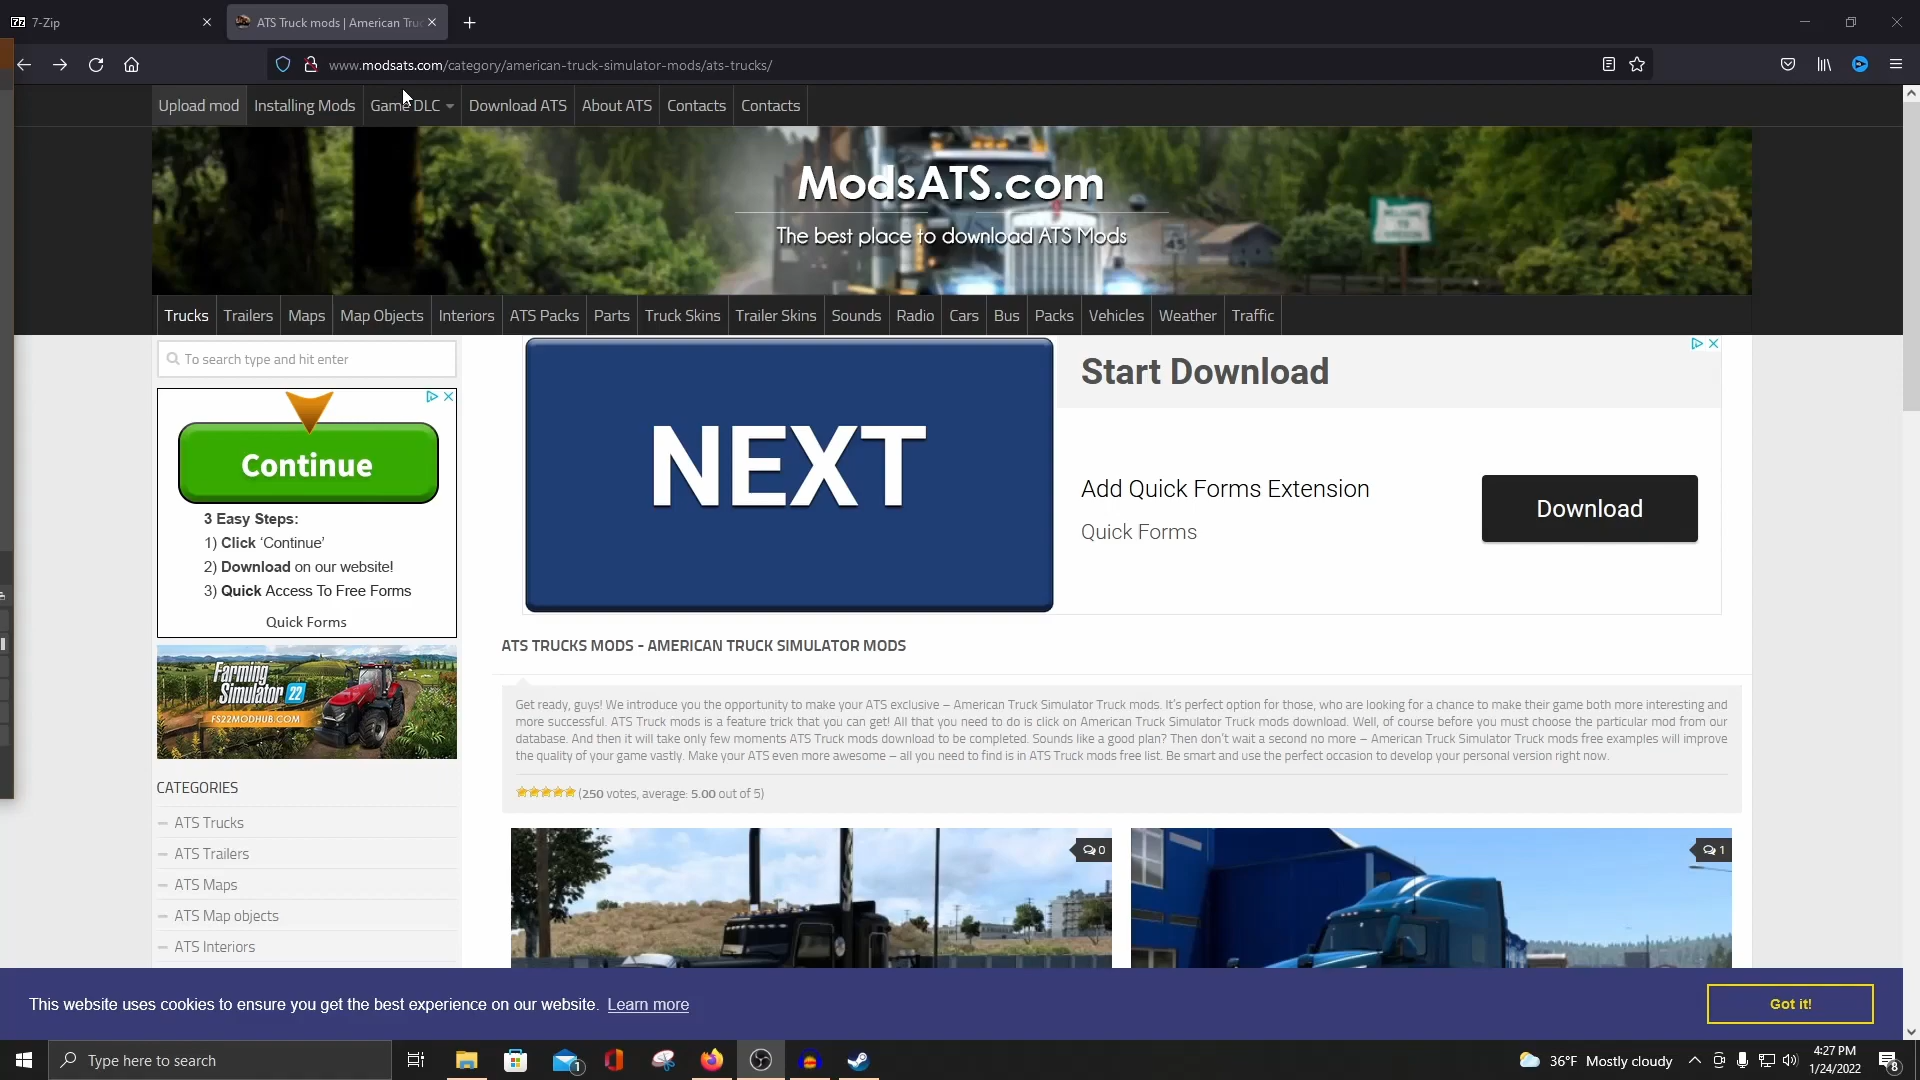 7-Zip
ATS Truck mods | American Tru
www.modsats.com/category/american-truck-simulator-mods/ats-trucks/
Upload mod Installing Mods Game DLC Download ATS About ATS Contacts Contacts
ModsATS.com
The best place to download ATS Mods
Trucks Trailers Maps Map Objects Interiors ATS Packs Parts Truck Skins Trailer Skins Sounds Radio Cars Bus Packs Vehicles Weather Traffic
To search type and hit enter
Continue
3 Easy Steps:
1) Click ‘Continue’
2) Download on our website!
3) Quick Access To Free Forms
Quick Forms
NEXT
Start Download
Add Quick Forms Extension
Quick Forms
Download
Farming
Simulator 22
FS22MODHUB.COM
CATEGORIES
ATS Trucks
ATS Trailers
ATS Maps
ATS Map objects
ATS Interiors
ATS TRUCKS MODS - AMERICAN TRUCK SIMULATOR MODS
Get ready, guys! We introduce you the opportunity to make your ATS exclusive – American Truck Simulator Truck mods. It’s perfect option for those, who are looking for a chance to make their game both more interesting and
more successful. ATS Truck mods is a feature trick that you can get! All that you need to do is click on American Truck Simulator Truck mods download. Well, of course before you must choose the particular mod from our
database. And then it will take only few moments ATS Truck mods download to be completed. Sounds like a good plan? Then don’t wait a second no more – American Truck Simulator Truck mods free examples will improve
the quality of your game vastly. Make your ATS even more awesome – all you need to find is in ATS Truck mods free list. Be smart and use the perfect occasion to develop your personal version right now.
(250 votes, average: 5.00 out of 5)
0
1
This website uses cookies to ensure you get the best experience on our website. Learn more
Got it!
Type here to search
1
36°F Mostly cloudy
4:27 PM
1/24/2022
8